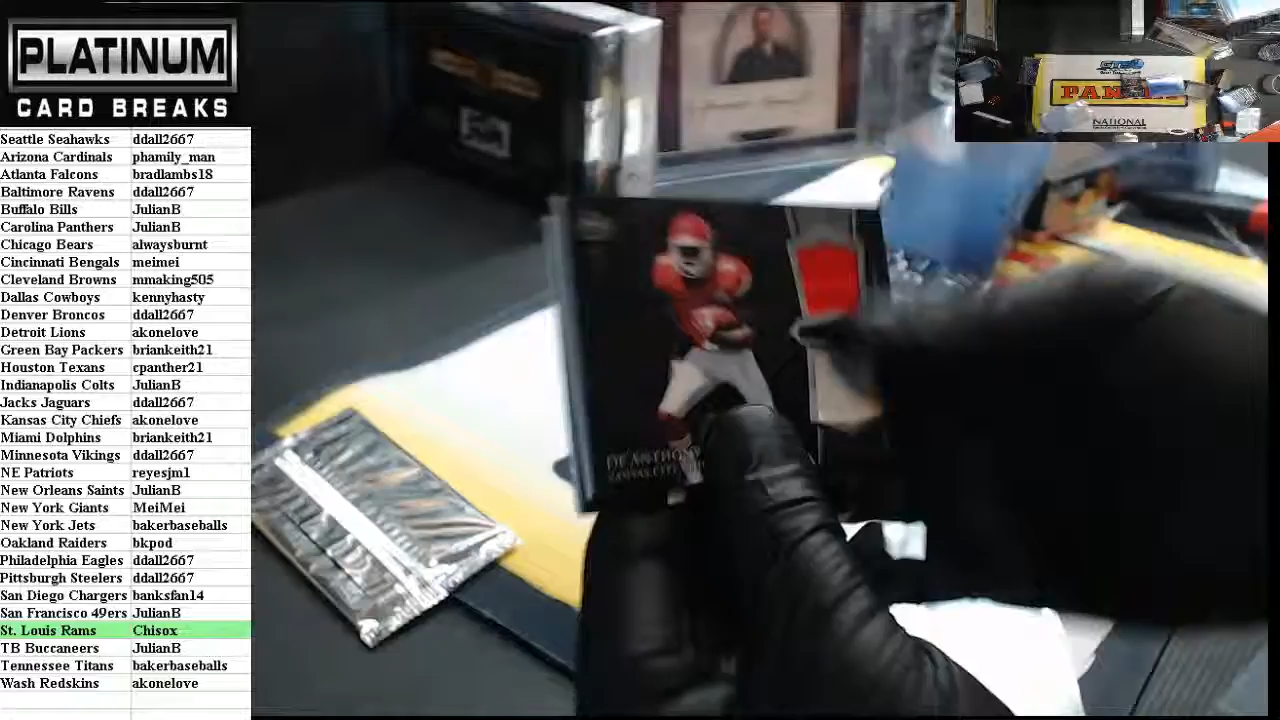 PLATINUM
CARD BREAKS
Seattle Seahawks ddall2667
Arizona Cardinals phamily_man
Atlanta Falcons bradlambs18
Baltimore Ravens ddall2667
Buffalo Bills JulianB
Carolina Panthers JulianB
Chicago Bears alwaysburnt
Cincinnati Bengals meimei
Cleveland Browns mmaking505
Dallas Cowboys kennyhasty
Denver Broncos ddall2667
Detroit Lions akonelove
Green Bay Packers briankeith21
Houston Texans cpanther21
Indianapolis Colts JulianB
Jacks Jaguars ddall2667
Kansas City Chiefs akonelove
Miami Dolphins briankeith21
Minnesota Vikings ddall2667
NE Patriots reyesjm1
New Orleans Saints JulianB
New York Giants MeiMei
New York Jets bakerbaseballs
Oakland Raiders bkpod
Philadelphia Eagles ddall2667
Pittsburgh Steelers ddall2667
San Diego Chargers banksfan14
San Francisco 49ers JulianB
St. Louis Rams Chisox
TB Buccaneers JulianB
Tennessee Titans bakerbaseballs
Wash Redskins akonelove
DE'ANTHONY
KANSAS CITY
NATIONAL